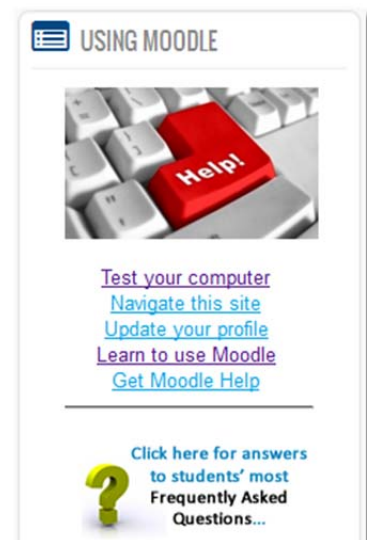 USING MOODLE
Help!
Test your computer
Navigate this site
Update your profile
Learn to use Moodle
Get Moodle Help
Click here for answers
to students' most
Frequently Asked
Questions...